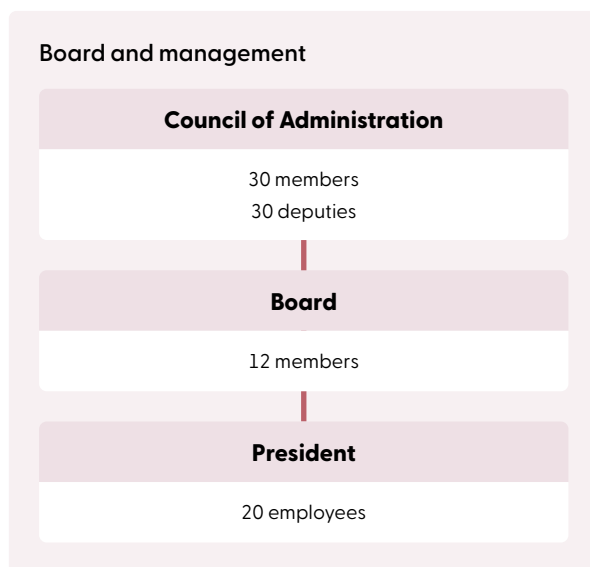 Board and management
Council of Administration
30 members
30 deputies
Board
12 members
President
20 employees